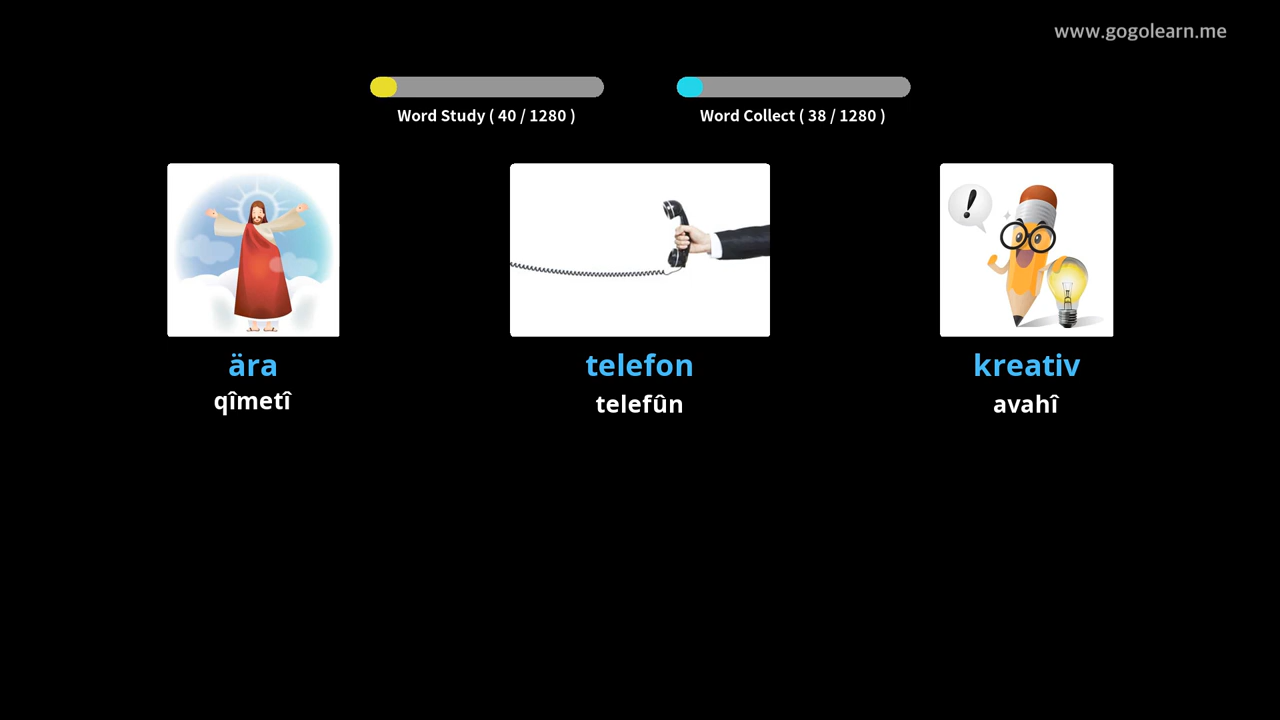 www.gogolearn.me
Word Study ( 40 / 1280 )
Word Collect ( 38 / 1280 )
ära
telefon
kreativ
qîmetî
telefûn
avahî